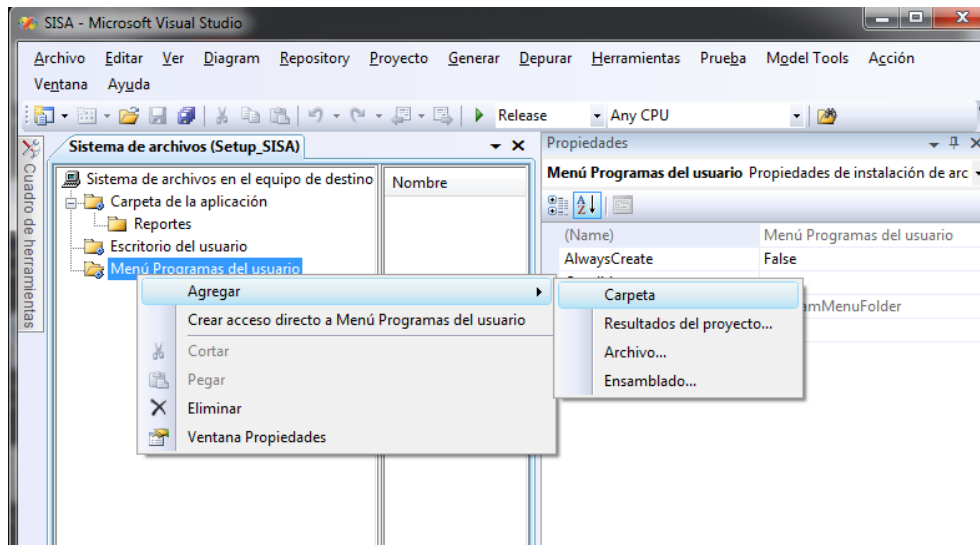 SISA - Microsoft Visual Studio
Archivo Editar Ver Diagram Repository Proyecto Generar Depurar Herramientas Prueba Model Tools Acción
Ventana Ayuda
Release Any CPU
Sistema de archivos (Setup_SISA)
Propiedades
Cuadro de herramientas
Sistema de archivos en el equipo de destino
Nombre
Menú Programas del usuario Propiedades de instalación de arc
Carpeta de la aplicación
Reportes
(Name) Menú Programas del usuario
Escritorio del usuario
AlwaysCreate False
Menú Programas del usuario
Agregar
Carpeta
amMenuFolder
Crear acceso directo a Menú Programas del usuario
Resultados del proyecto...
Cortar
Archivo...
Pegar
Ensamblado...
Eliminar
Ventana Propiedades